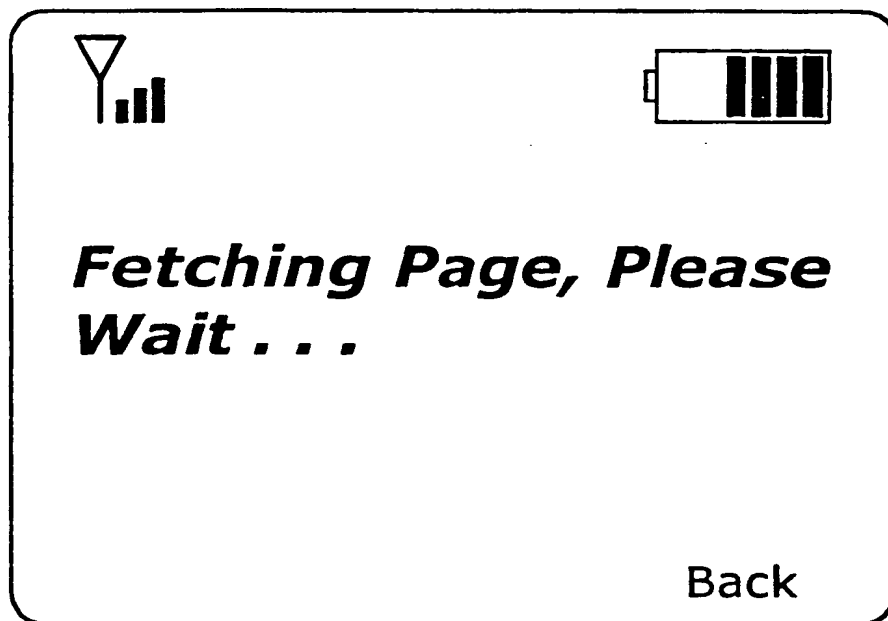 Fetching Page, Please
Wait . . .
Back